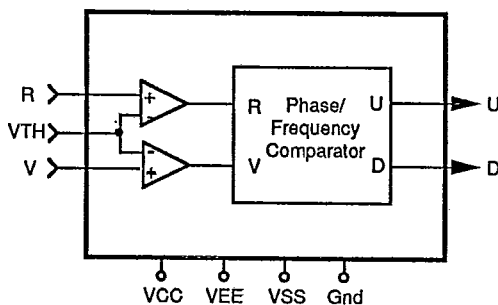 R
VTH
V
+
-
-
+
R
V
Phase/
Frequency
Comparator
U
D
U
D
VCC VEE VSS Gnd